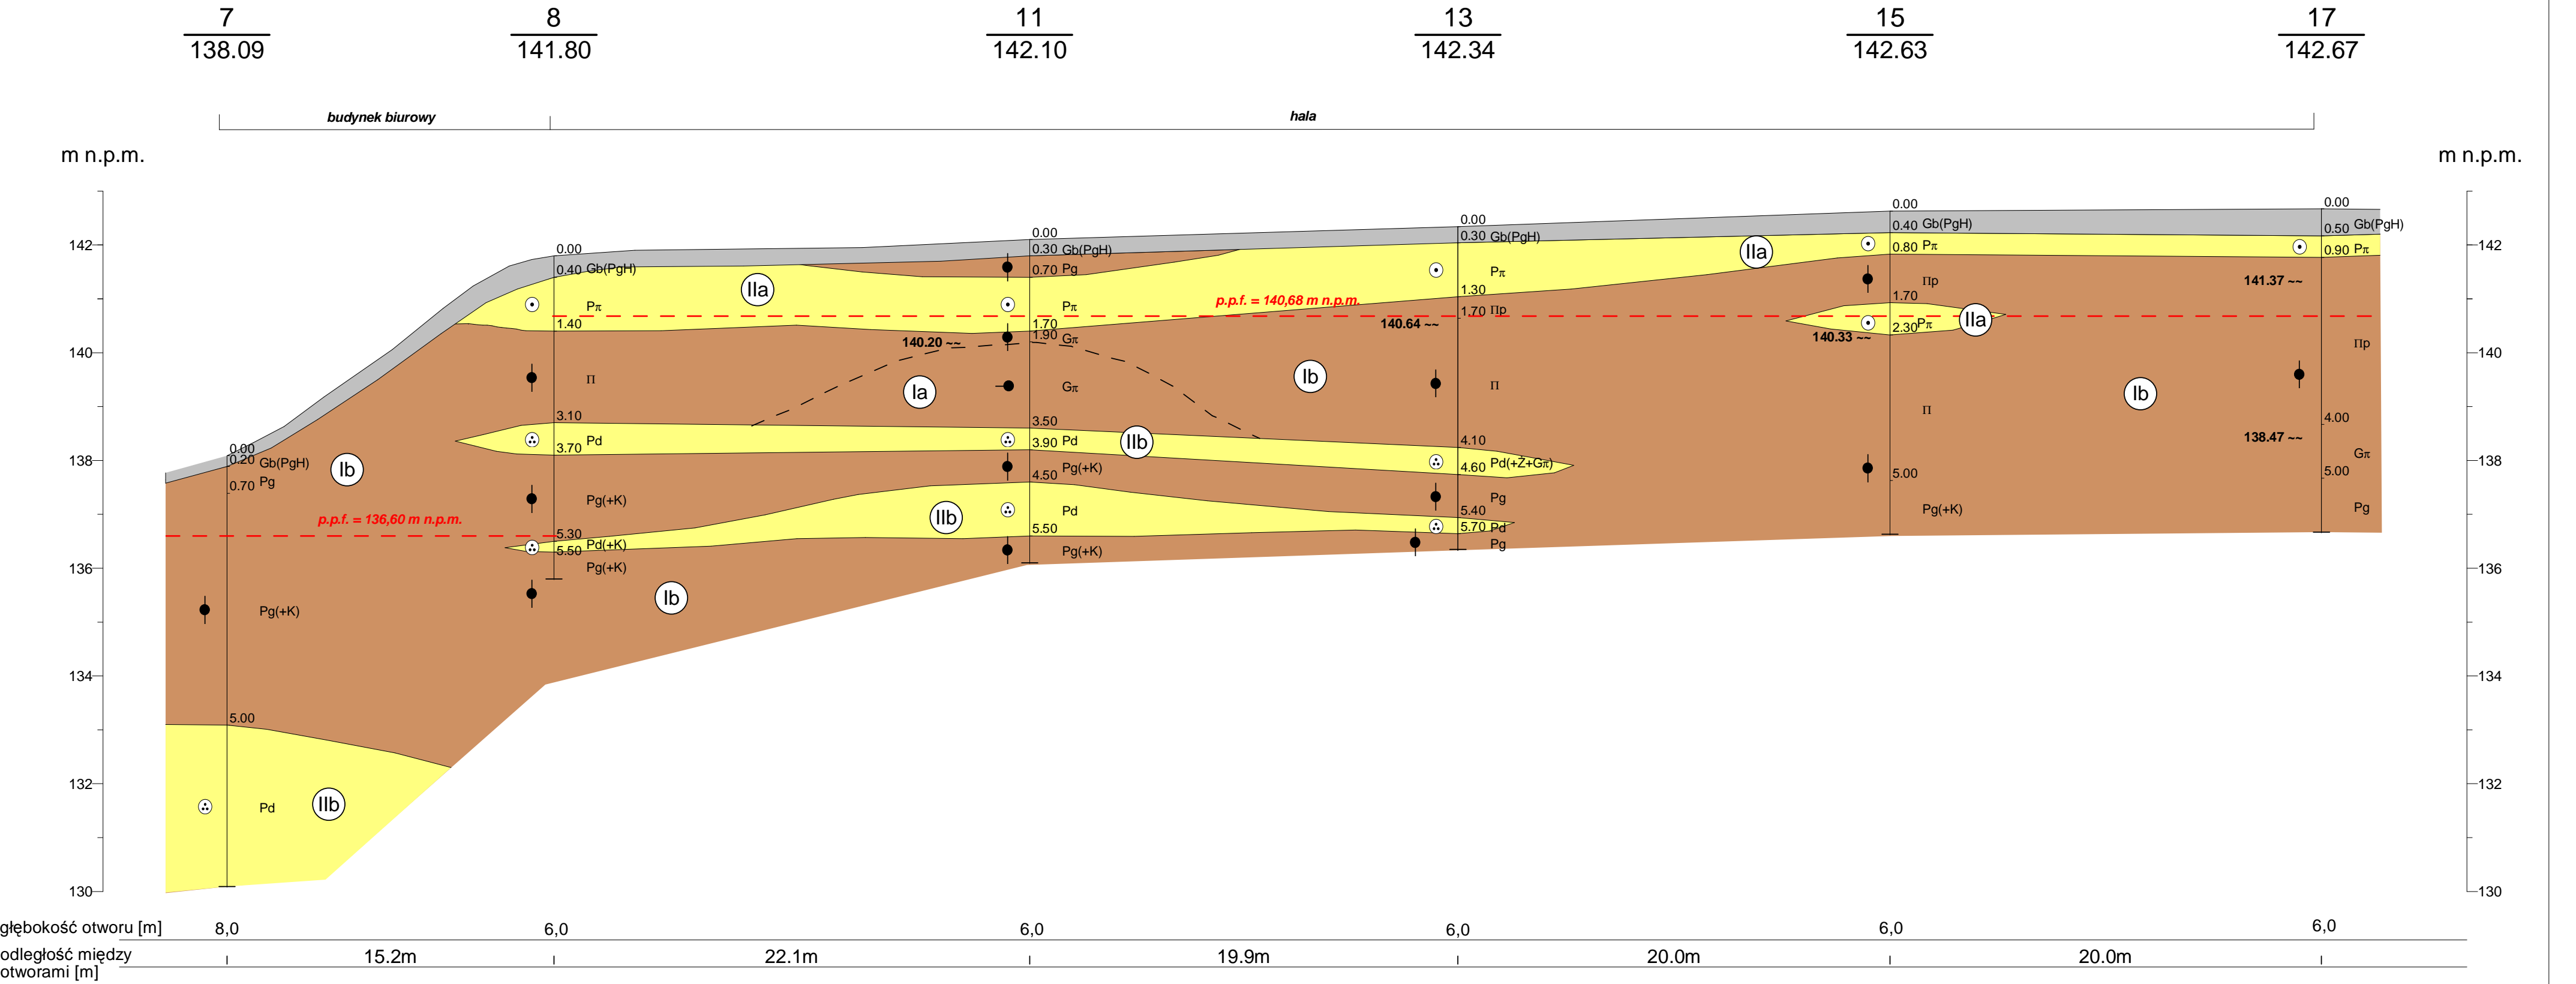 7 8 11 13 15 17
138.09 141.80 142.10 142.34 142.63 142.67
budynek biurowy hala
m n.p.m. m n.p.m.
142 142
140 140
138 138
136 136
134 134
132 132
130 130
0.00
0.20 Gb(PgH)
Pg
0.70
Ib
p.p.f. = 136,60 m n.p.m.
Pg(+K)
5.00
Pd
IIb
0.00
0.40 Gb(PgH)
IIa
Pπ
1.40
Π
3.10
Pd
3.70
Pg(+K)
5.30
Pd(+K)
5.50
Pg(+K)
Ib
0.00
0.30 Gb(PgH)
0.70 Pg
Pπ
1.70
1.90 Gπ
140.20 ~~
Ia
Gπ
3.50
3.90 Pd
IIb
Pg(+K)
4.50
IIb
Pd
5.50
Pg(+K)
0.00
0.30 Gb(PgH)
Pπ
1.30
p.p.f. = 140,68 m n.p.m.
1.70 Πp
140.64 ~~
Ib
Π
4.10
4.60 Pd(+Ż+Gπ)
Pg
5.40
5.70 Pd
Pg
0.00
0.40 Gb(PgH)
IIa
0.80 Pπ
Πp
1.70
2.30 Pπ
IIa
140.33 ~~
Π
5.00
Pg(+K)
0.00
0.50 Gb(PgH)
0.90 Pπ
141.37 ~~
Πp
Ib
4.00
138.47 ~~
Gπ
5.00
Pg
głębokość otworu [m] 8,0 6,0 6,0 6,0 6,0 6,0
odległość między
otworami [m]
15.2m 22.1m 19.9m 20.0m 20.0m